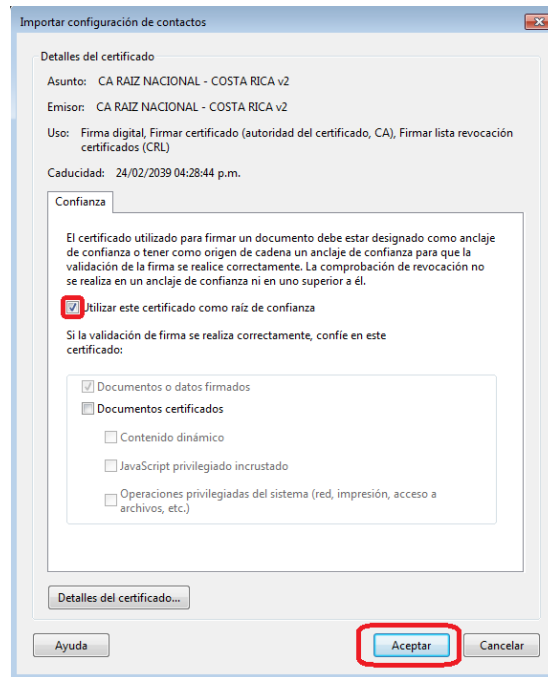 Importar configuración de contactos
Detalles del certificado
Asunto: CA RAIZ NACIONAL - COSTA RICA v2
Emisor: CA RAIZ NACIONAL - COSTA RICA v2
Uso: Firma digital, Firmar certificado (autoridad del certificado, CA), Firmar lista revocación
certificados (CRL)
Caducidad: 24/02/2039 04:28:44 p.m.
Confianza
El certificado utilizado para firmar un documento debe estar designado como anclaje
de confianza o tener como origen de cadena un anclaje de confianza para que la
validación de la firma se realice correctamente. La comprobación de revocación no
se realiza en un anclaje de confianza ni en uno superior a él.
Utilizar este certificado como raíz de confianza
Si la validación de firma se realiza correctamente, confíe en este
certificado:
Documentos o datos firmados
Documentos certificados
Contenido dinámico
JavaScript privilegiado incrustado
Operaciones privilegiadas del sistema (red, impresión, acceso a
archivos, etc.)
Detalles del certificado...
Ayuda
Aceptar
Cancelar